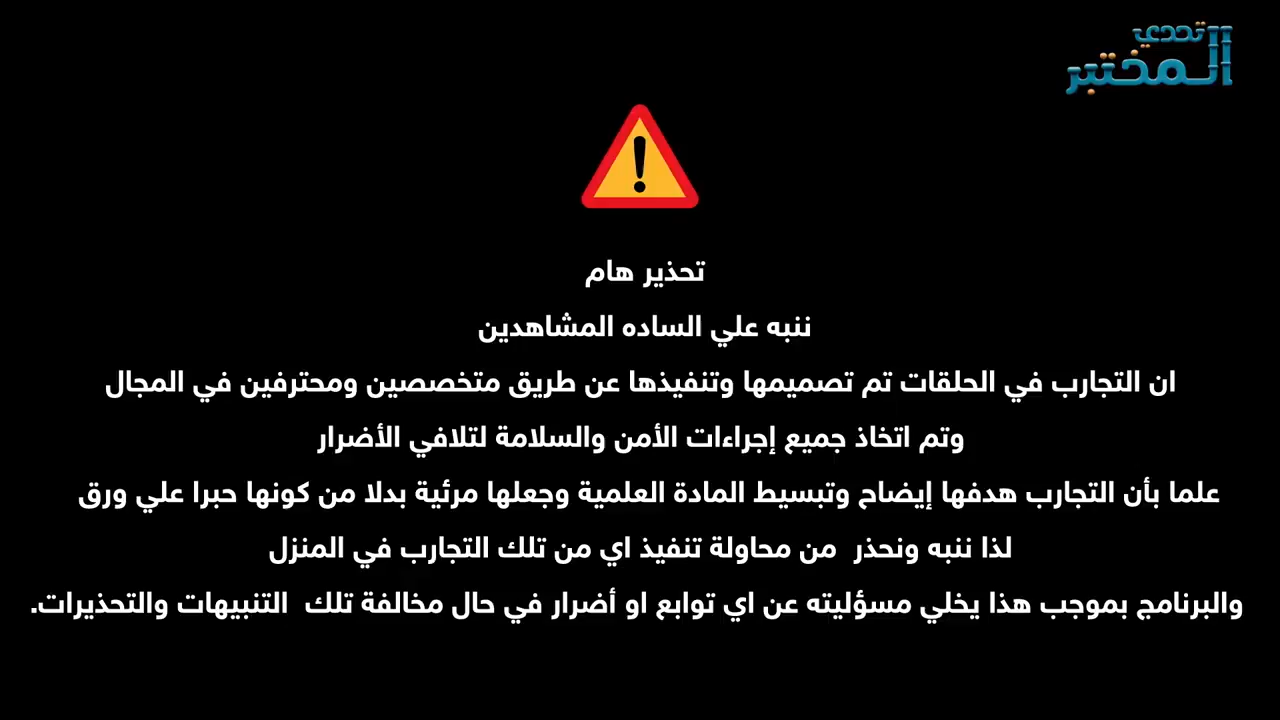 تحدي
المختبر
تحذير هام
ننبه علي الساده المشاهدين
ان التجارب في الحلقات تم تصميمها وتنفيذها عن طريق متخصصين ومحترفين في المجال
وتم اتخاذ جميع إجراءات الأمن والسلامة لتلافي الأضرار
علما بأن التجارب هدفها إيضاح وتبسيط المادة العلمية وجعلها مرئية بدلا من كونها حبرا علي ورق
لذا ننبه ونحذر  من محاولة تنفيذ اي من تلك التجارب في المنزل
والبرنامج بموجب هذا يخلي مسؤليته عن اي توابع او أضرار في حال مخالفة تلك  التنبيهات والتحذيرات.